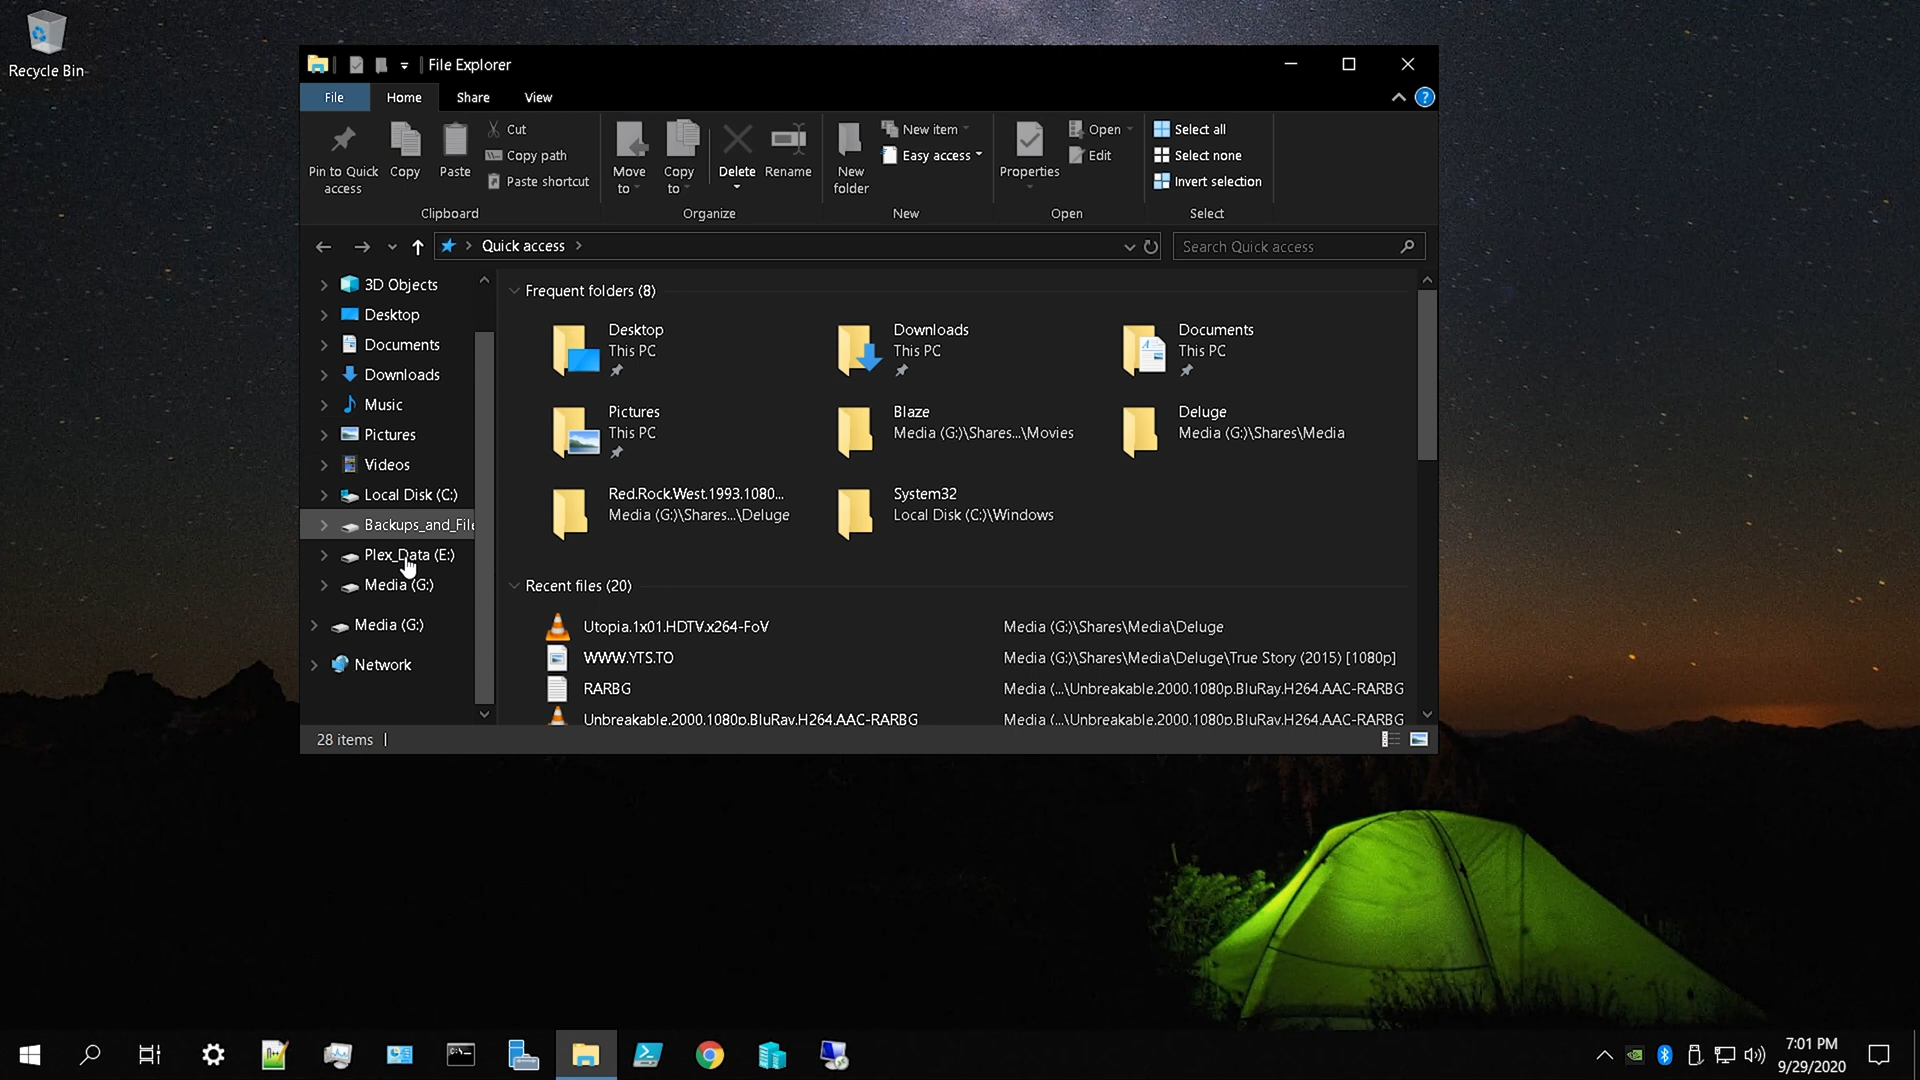 Recycle Bin
File Explorer
File
Home
Share
View
Pin to Quick
access
Copy
Paste
Cut
Copy path
Paste shortcut
Clipboard
Move
to
Copy
to
Delete
Rename
Organize
New
folder
New item
Easy access
New
Properties
Open
Edit
Open
Select all
Select none
Invert selection
Select
Quick access
Search Quick access
3D Objects
Desktop
Documents
Downloads
Music
Pictures
Videos
Local Disk (C:)
Backups_and_File
Plex_Data (E:)
Media (G:)
Media (G:)
Network
Frequent folders (8)
Desktop
This PC
Downloads
This PC
Documents
This PC
Pictures
This PC
Blaze
Media (G:)\Shares...\Movies
Deluge
Media (G:)\Shares\Media
Red.Rock.West.1993.1080...
Media (G:)\Shares...\Deluge
System32
Local Disk (C:)\Windows
Recent files (20)
Utopia.1x01.HDTV.x264-FoV
Media (G:)\Shares\Media\Deluge
WWW.YTS.TO
Media (G:)\Shares\Media\Deluge\True Story (2015) [1080p]
RARBG
Media (...\Unbreakable.2000.1080p.BluRay.H264.AAC-RARBG
Unbreakable.2000.1080p.BluRay.H264.AAC-RARBG
Media (...\Unbreakable.2000.1080p.BluRay.H264.AAC-RARBG
28 items
7:01 PM
9/29/2020